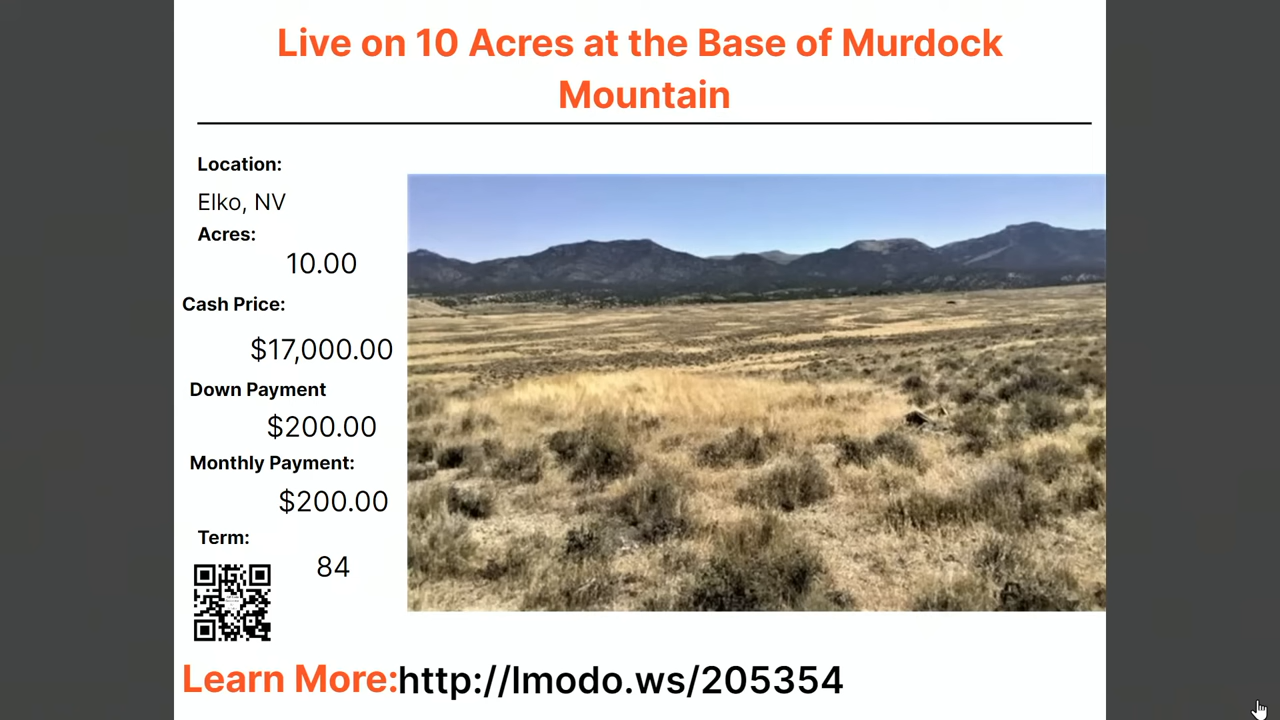 Live on 10 Acres at the Base of Murdock
Mountain
Location:
Elko, NV
Acres:
10.00
Cash Price:
$17,000.00
Down Payment
$200.00
Monthly Payment:
$200.00
Term:
84
Learn More:http://lmodo.ws/205354